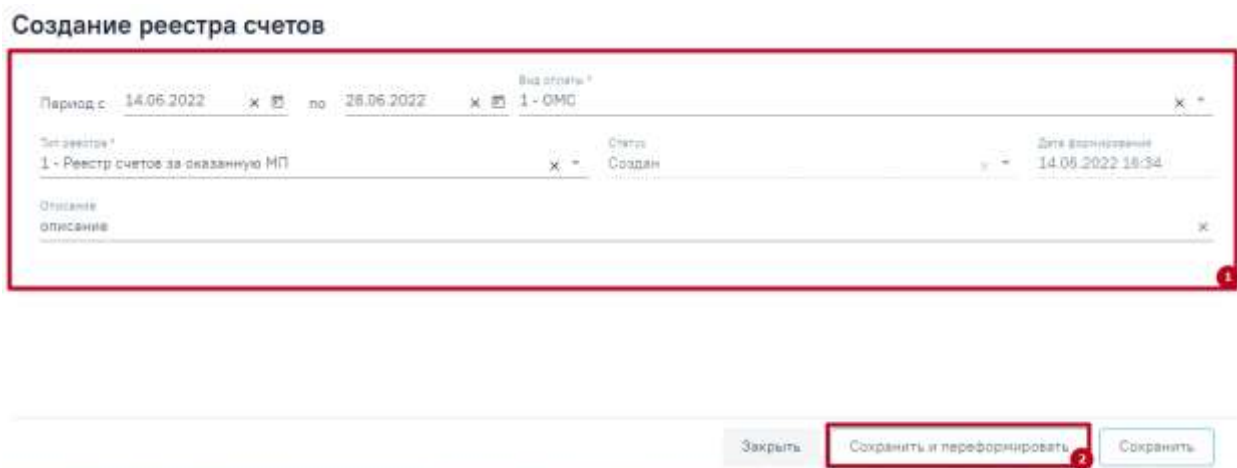 Создание реестра счетов
Вид оплаты *
Период с 14.06.2022 по 28.06.2022 1 - ОМС
Тип реестра * Статус Дата формирования
1 - Реестр счетов за оказанную МП Создан 14.06.2022 16:34
Описание
описание
1
Закрыть Сохранить и переформировать Сохранить
2